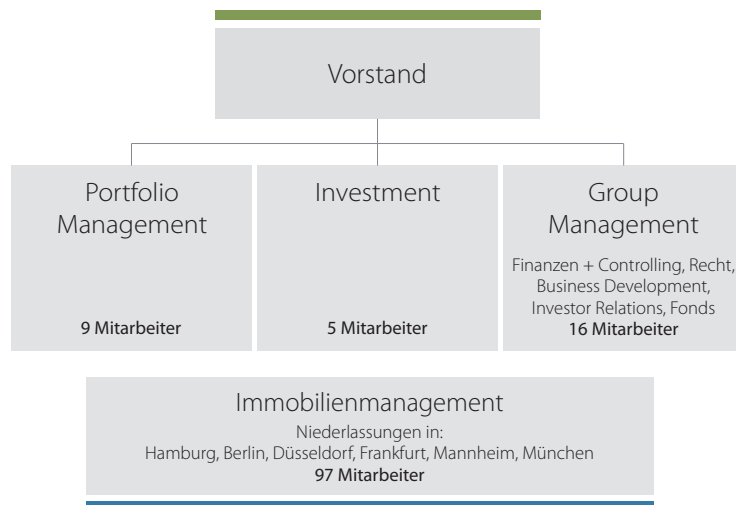 Vorstand
Portfolio
Management
9 Mitarbeiter
Investment
5 Mitarbeiter
Group
Management
Finanzen + Controlling, Recht,
Business Development,
Investor Relations, Fonds
16 Mitarbeiter
Immobilienmanagement
Niederlassungen in:
Hamburg, Berlin, Düsseldorf, Frankfurt, Mannheim, München
97 Mitarbeiter